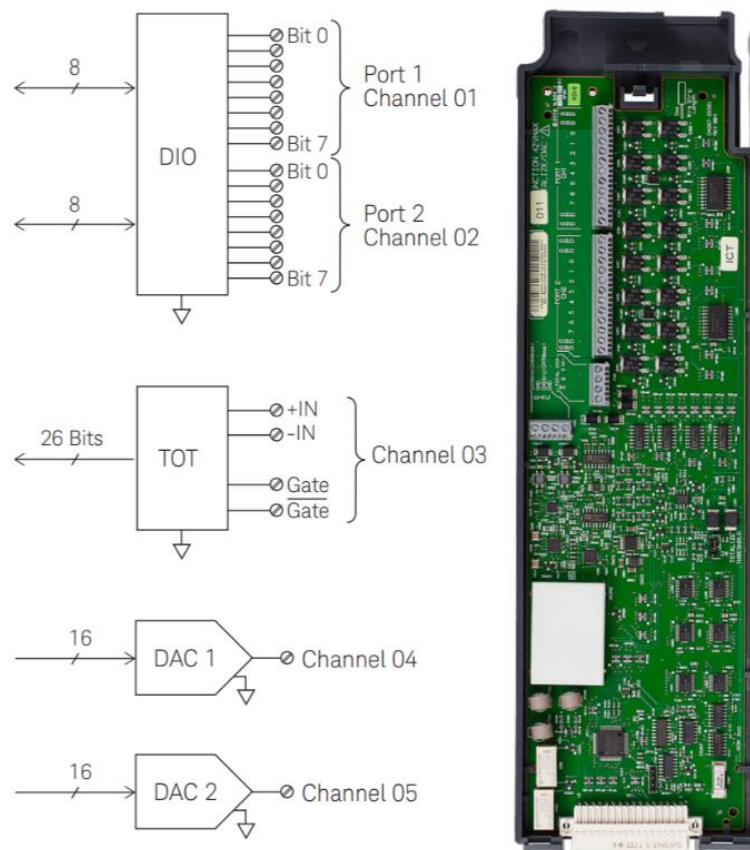 8
DIO
Bit 0
Bit 7
Port 1
Channel 01
8
Bit 0
Bit 7
Port 2
Channel 02
26 Bits
TOT
+IN
-IN
Gate
Gate
Channel 03
16
DAC 1
Channel 04
16
DAC 2
Channel 05
D11
ICT